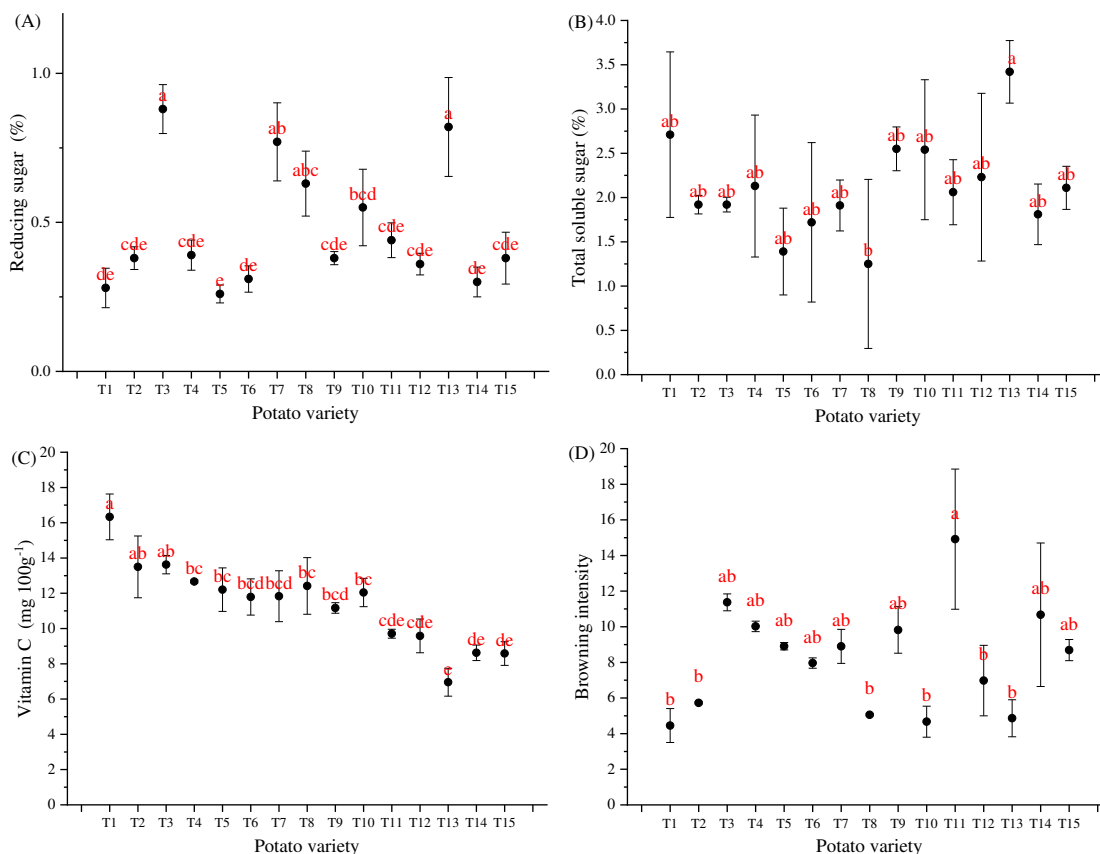 (A)
Reducing sugar (%)
1.0
0.5
0.0
de
cde
a
cde
e
de
ab
abc
cde
bcd
cde
cde
a
de
cde
T1 T2 T3 T4 T5 T6 T7 T8 T9 T10 T11 T12 T13 T14 T15
Potato variety
(B)
Total soluble sugar (%)
4.0
3.5
3.0
2.5
2.0
1.5
1.0
0.5
0.0
ab
ab
ab
ab
ab
ab
ab
b
ab
ab
ab
ab
a
ab
ab
T1 T2 T3 T4 T5 T6 T7 T8 T9 T10 T11 T12 T13 T14 T15
Potato variety
(C)
Vitamin C (mg 100g⁻¹)
20
18
16
14
12
10
8
6
4
2
0
a
ab
ab
bc
bc
bcd
bcd
bc
bcd
bc
cde
cde
e
de
de
T1 T2 T3 T4 T5 T6 T7 T8 T9 T10 T11 T12 T13 T14 T15
Potato variety
(D)
Browning intensity
20
18
16
14
12
10
8
6
4
2
0
b
b
ab
ab
ab
ab
ab
b
ab
b
a
b
b
ab
ab
T1 T2 T3 T4 T5 T6 T7 T8 T9 T10 T11 T12 T13 T14 T15
Potato variety